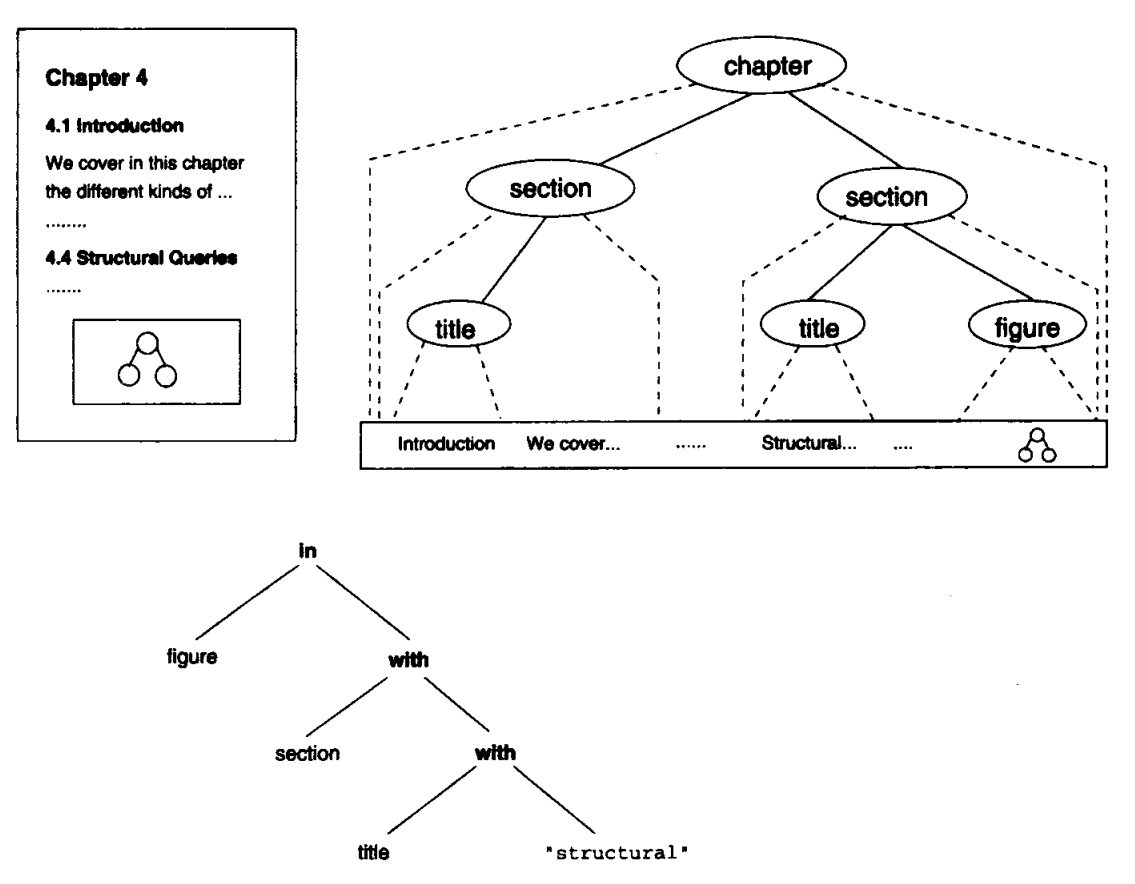 Chapter 4
4.1 Introduction
We cover in this chapter
the different kinds of ...
........
4.4 Structural Queries
.......
chapter
section
section
title
title
figure
Introduction We cover... ...... Structural... ....
in
figure
with
section
with
title
"structural"